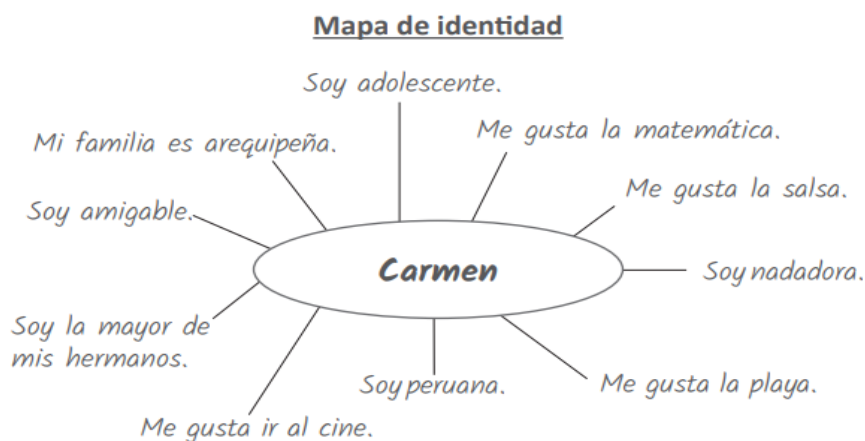 Mapa de identidad
Soy adolescente.
Mi familia es arequipeña.
Me gusta la matemática.
Soy amigable.
Me gusta la salsa.
Carmen
Soy nadadora.
Soy la mayor de
mis hermanos.
Soy peruana.
Me gusta la playa.
Me gusta ir al cine.